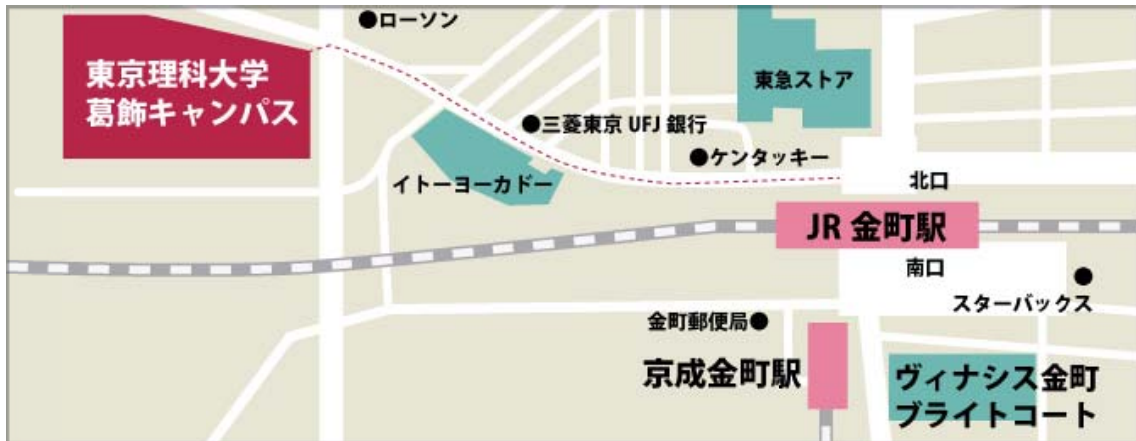 ●ローソン
東京理科大学
葛飾キャンパス
東急ストア
●三菱東京 UFJ 銀行
●ケンタッキー
イトーヨーカドー
北口
JR 金町駅
南口
スターバックス
金町郵便局●
京成金町駅
ヴィナシス金町
ブライトコート